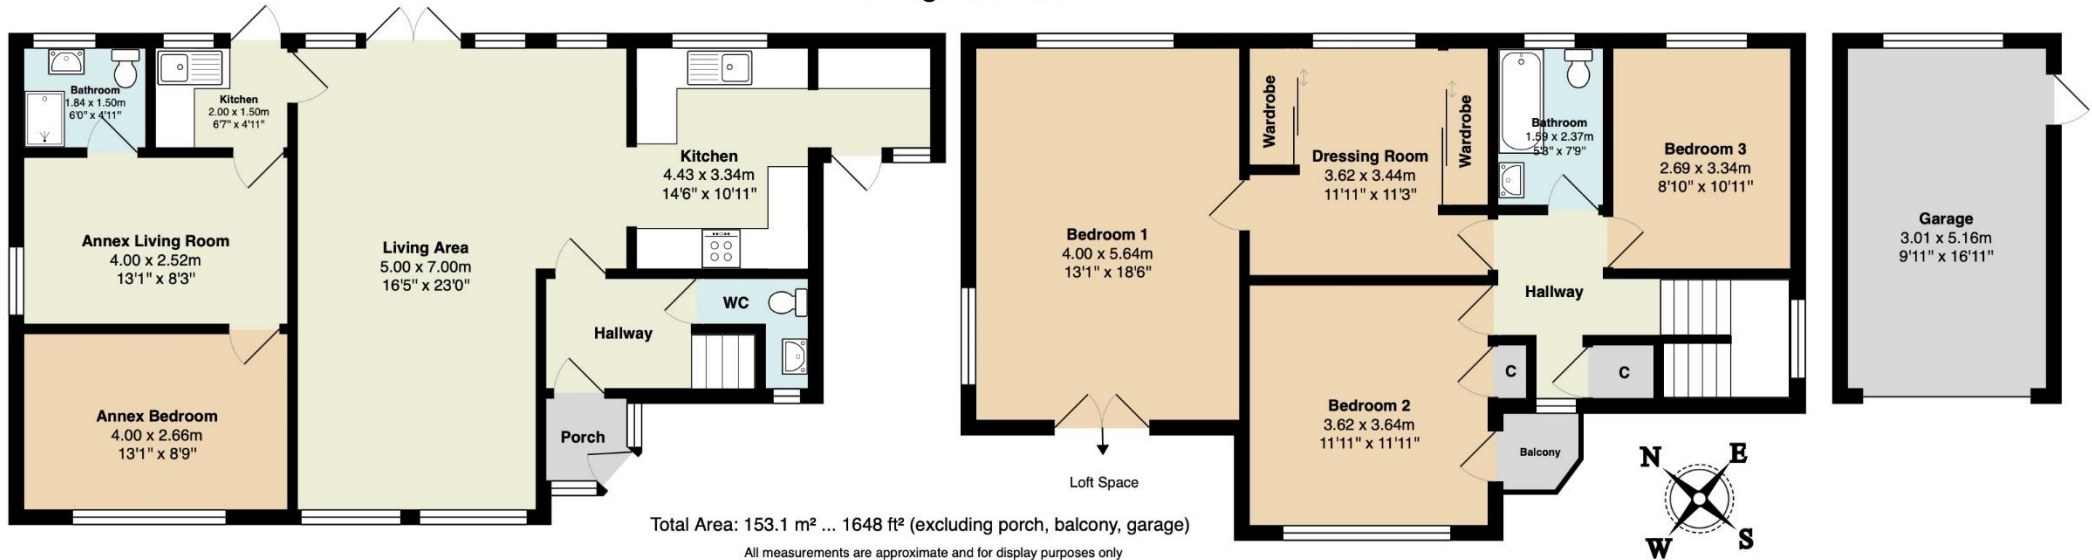 Bathroom
1.84 x 1.50m
6'0" x 4'11"
Kitchen
2.00 x 1.50m
6'7" x 4'11"
Annex Living Room
4.00 x 2.52m
13'1" x 8'3"
Annex Bedroom
4.00 x 2.66m
13'1" x 8'9"
Living Area
5.00 x 7.00m
16'5" x 23'0"
Kitchen
4.43 x 3.34m
14'6" x 10'11"
WC
Hallway
Porch
Bedroom 1
4.00 x 5.64m
13'1" x 18'6"
Loft Space
Wardrobe
Dressing Room
3.62 x 3.44m
11'11" x 11'3"
Wardrobe
Bathroom
1.59 x 2.37m
5'3" x 7'9"
Bedroom 3
2.69 x 3.34m
8'10" x 10'11"
Hallway
C
C
Bedroom 2
3.62 x 3.64m
11'11" x 11'11"
Balcony
Garage
3.01 x 5.16m
9'11" x 16'11"
N
E
W
S
Total Area: 153.1 m² ... 1648 ft² (excluding porch, balcony, garage)
All measurements are approximate and for display purposes only